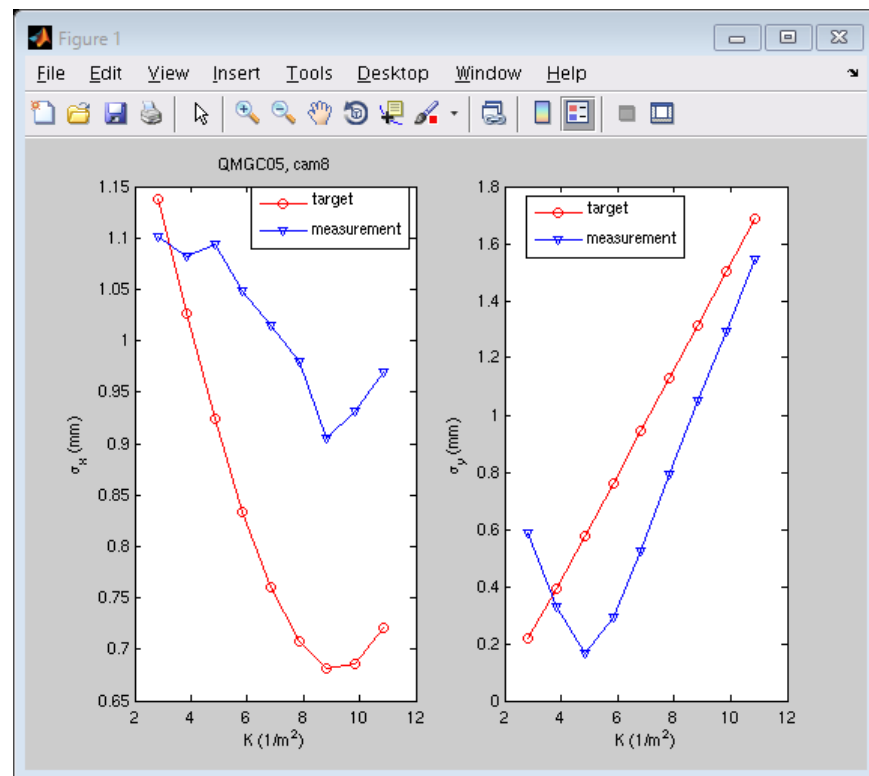 Figure 1
File Edit View Insert Tools Desktop Window Help
QMGC05, cam8
target
measurement
1.15
1.1
1.05
1
0.95
0.9
0.85
0.8
0.75
0.7
0.65
σx (mm)
2 4 6 8 10 12
K (1/m²)
target
measurement
1.8
1.6
1.4
1.2
1
0.8
0.6
0.4
0.2
0
σy (mm)
2 4 6 8 10 12
K (1/m²)